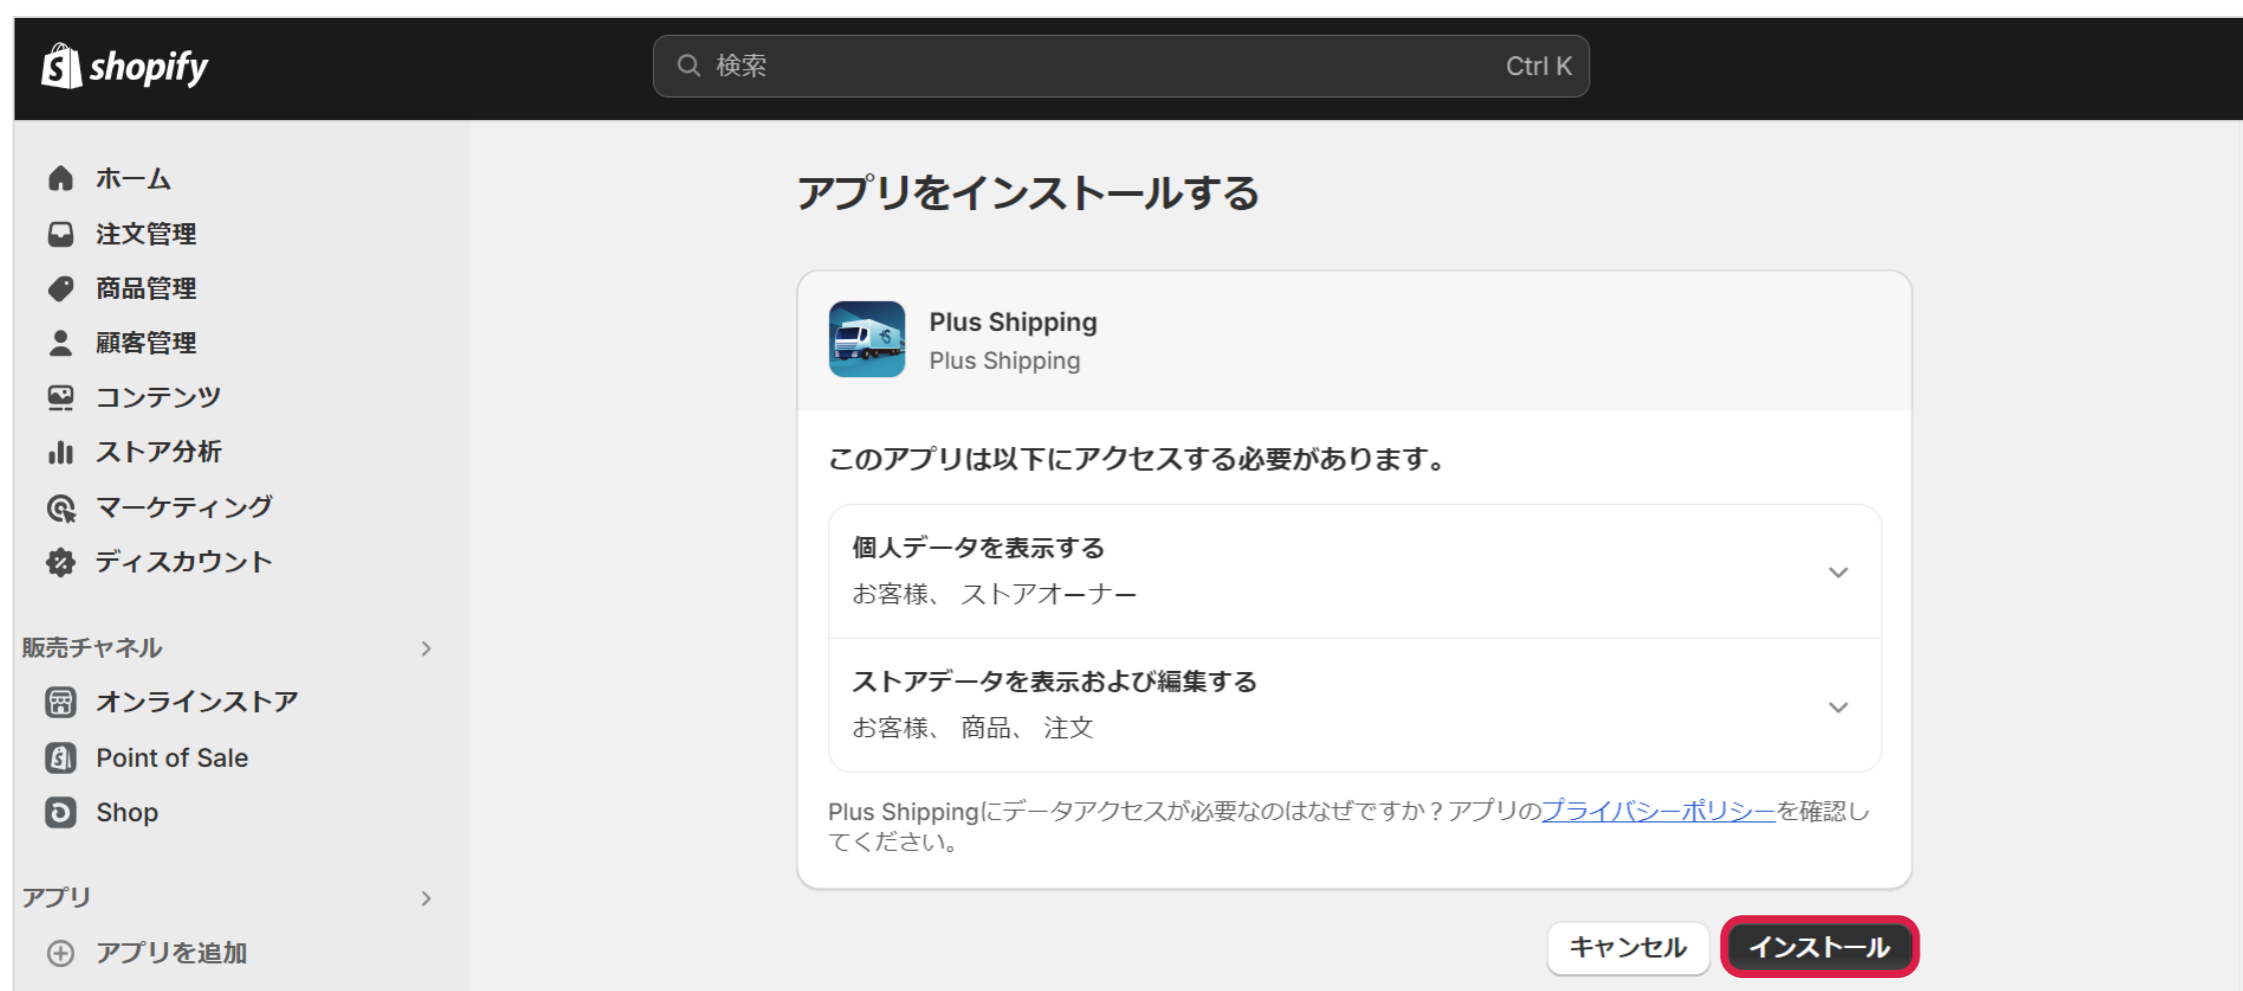 shopify
検索 Ctrl K
ホーム
注文管理
商品管理
顧客管理
コンテンツ
ストア分析
マーケティング
ディスカウント
販売チャネル
オンラインストア
Point of Sale
Shop
アプリ
アプリを追加
アプリをインストールする
Plus Shipping
Plus Shipping
このアプリは以下にアクセスする必要があります。
個人データを表示する
お客様、 ストアオーナー
ストアデータを表示および編集する
お客様、 商品、 注文
Plus Shippingにデータアクセスが必要なのはなぜですか？アプリのプライバシーポリシーを確認し
てください。
キャンセル
インストール